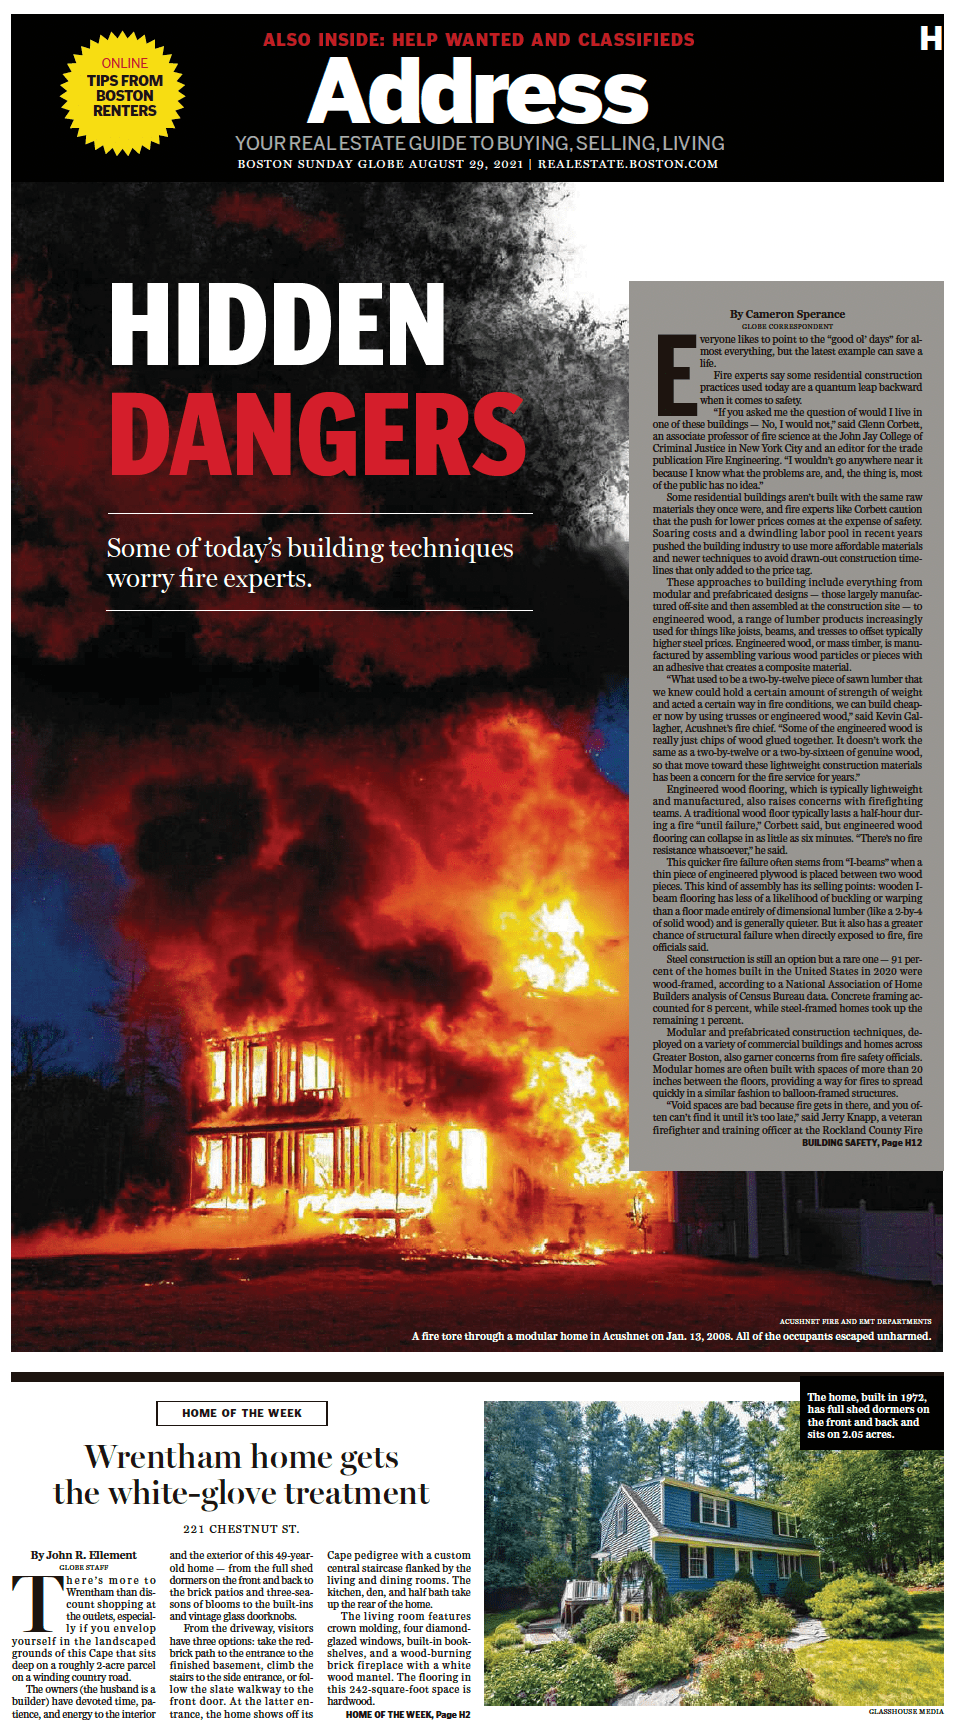 ALSO INSIDE: HELP WANTED AND CLASSIFIEDS
H
ONLINE
TIPS FROM
BOSTON
RENTERS
Address
YOUR REAL ESTATE GUIDE TO BUYING, SELLING, LIVING
BOSTON SUNDAY GLOBE AUGUST 29, 2021 | REALESTATE.BOSTON.COM
HIDDEN
DANGERS
Some of today's building techniques
worry fire experts.
By Cameron Sperance
GLOBE CORRESPONDENT
Everyone likes to point to the "good ol' days" for al-
most everything, but the latest example can save a
life.
Fire experts say some residential construction
practices used today are a quantum leap backward
when it comes to safety.
"If you asked me the question of would I live in
one of these buildings — No, I would not," said Glenn Corbett,
an associate professor of fire science at the John Jay College of
Criminal Justice in New York City and an editor for the trade
publication Fire Engineering. "I wouldn't go anywhere near it
because I know what the problems are, and, the thing is, most
of the public has no idea."
Some residential buildings aren't built with the same raw
materials they once were, and fire experts like Corbett caution
that the push for lower prices comes at the expense of safety.
Soaring costs and a dwindling labor pool in recent years
pushed the building industry to use more affordable materials
and newer techniques to avoid drawn-out construction time-
lines that only added to the price tag.
These approaches to building include everything from
modular and prefabricated designs — those largely manufac-
tured off-site and then assembled at the construction site — to
engineered wood, a range of lumber products increasingly
used for things like joists, beams, and tresses to offset typically
higher steel prices. Engineered wood, or mass timber, is manu-
factured by assembling various wood particles or pieces with
an adhesive that creates a composite material.
"What used to be a two-by-twelve piece of sawn lumber that
we knew could hold a certain amount of strength of weight
and acted a certain way in fire conditions, we can build cheap-
er now by using trusses or engineered wood," said Kevin Gal-
lagher, Acushnet's fire chief. "Some of the engineered wood is
really just chips of wood glued together. It doesn't work the
same as a two-by-twelve or a two-by-sixteen of genuine wood,
so that move toward these lightweight construction materials
has been a concern for the fire service for years."
Engineered wood flooring, which is typically lightweight
and manufactured, also raises concerns with firefighting
teams. A traditional wood floor typically lasts a half-hour dur-
ing a fire "until failure," Corbett said, but engineered wood
flooring can collapse in as little as six minutes. "There's no fire
resistance whatsoever," he said.
This quicker fire failure often stems from "I-beams" when a
thin piece of engineered plywood is placed between two wood
pieces. This kind of assembly has its selling points: wooden I-
beam flooring has less of a likelihood of buckling or warping
than a floor made entirely of dimensional lumber (like a 2-by-4
of solid wood) and is generally quieter. But it also has a greater
chance of structural failure when directly exposed to fire, fire
officials said.
Steel construction is still an option but a rare one — 91 per-
cent of the homes built in the United States in 2020 were
wood-framed, according to a National Association of Home
Builders analysis of Census Bureau data. Concrete framing ac-
counted for 8 percent, while steel-framed homes took up the
remaining 1 percent.
Modular and prefabricated construction techniques, de-
ployed on a variety of commercial buildings and homes across
Greater Boston, also garner concerns from fire safety officials.
Modular homes are often built with spaces of more than 20
inches between the floors, providing a way for fires to spread
quickly in a similar fashion to balloon-framed structures.
"Void spaces are bad because fire gets in there, and you of-
ten can't find it until it's too late," said Jerry Knapp, a veteran
firefighter and training officer at the Rockland County Fire
BUILDING SAFETY, Page H12
ACUSHNET FIRE AND EMT DEPARTMENTS
A fire tore through a modular home in Acushnet on Jan. 13, 2008. All of the occupants escaped unharmed.
HOME OF THE WEEK
Wrentham home gets
the white-glove treatment
221 CHESTNUT ST.
By John R. Ellement
GLOBE STAFF
There's more to
Wrentham than dis-
count shopping at
the outlets, especial-
ly if you envelop
yourself in the landscaped
grounds of this Cape that sits
deep on a roughly 2-acre parcel
on a winding country road.
The owners (the husband is a
builder) have devoted time, pa-
tience, and energy to the interior
and the exterior of this 49-year-
old home — from the full shed
dormers on the front and back to
the brick patios and three-sea-
sons of blooms to the built-ins
and vintage glass doorknobs.
From the driveway, visitors
have three options: take the red-
brick path to the entrance to the
finished basement, climb the
stairs to the side entrance, or fol-
low the slate walkway to the
front door. At the latter en-
trance, the home shows off its
Cape pedigree with a custom
central staircase flanked by the
living and dining rooms. The
kitchen, den, and half bath take
up the rear of the home.
The living room features
crown molding, four diamond-
glazed windows, built-in book-
shelves, and a wood-burning
brick fireplace with a white
wood mantel. The flooring in
this 242-square-foot space is
hardwood.
HOME OF THE WEEK, Page H2
The home, built in 1972,
has full shed dormers on
the front and back and
sits on 2.05 acres.
GLASSHOUSE MEDIA